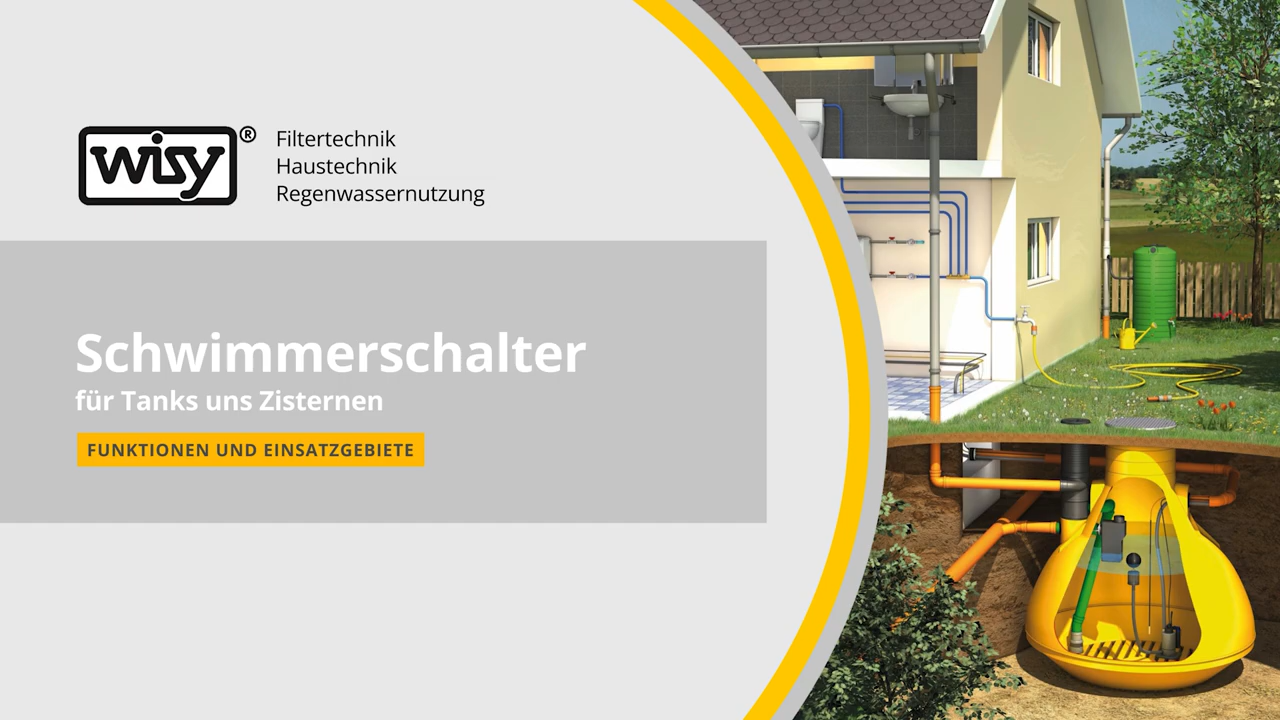 wisy®
Filtertechnik
Haustechnik
Regenwassernutzung
Schwimmerschalter
für Tanks uns Zisternen
FUNKTIONEN UND EINSATZGEBIETE